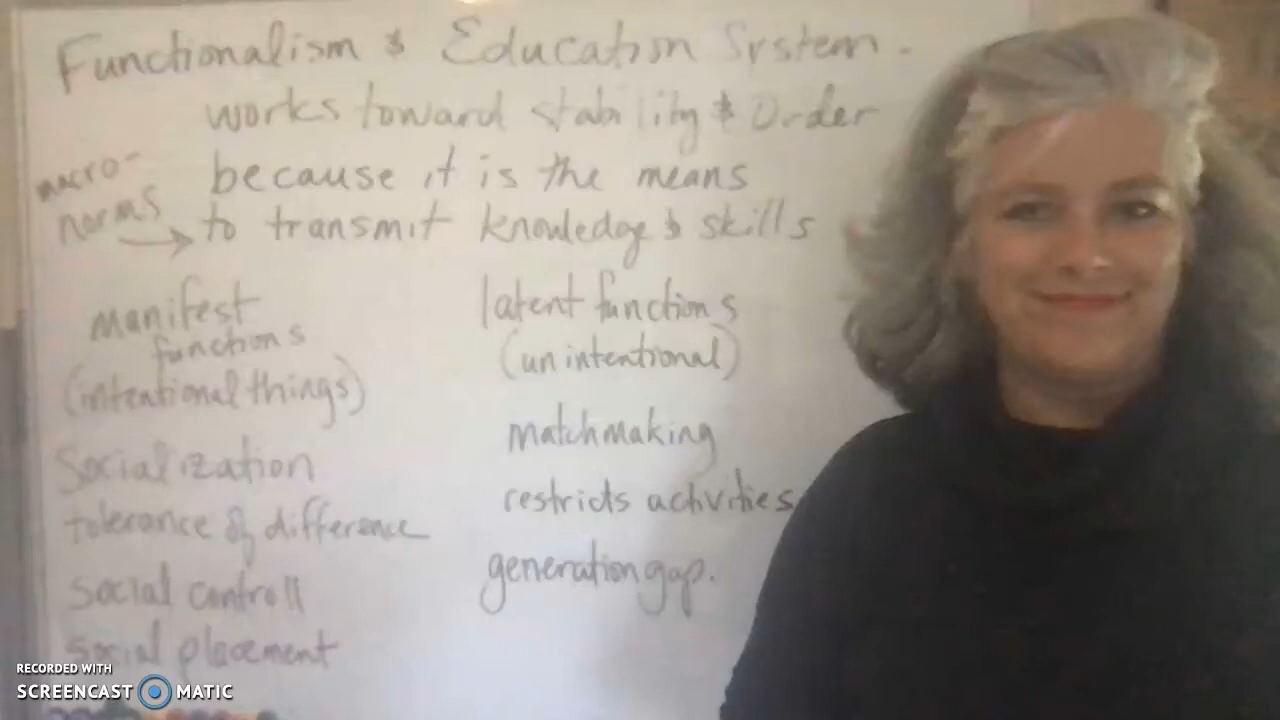 Functionalism & Education System.
works toward stability & Order
macro-
because it is the means
norms
to transmit knowledge & skills
manifest
functions
(intentional things)
Socialization
tolerance of difference
social controll
social placement
latent functions
(unintentional)
matchmaking
restricts activities
generation gap.
RECORDED WITH
SCREENCAST MATIC